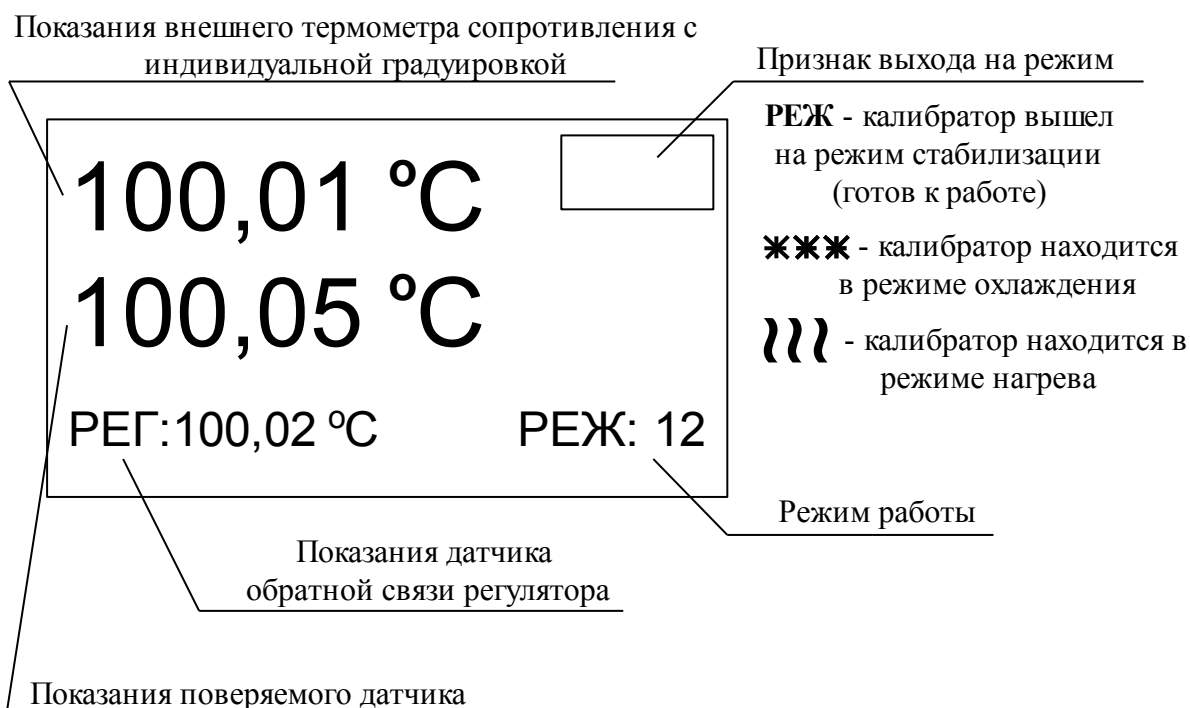 Показания внешнего термометра сопротивления с
индивидуальной градуировкой
Признак выхода на режим
РЕЖ - калибратор вышел
на режим стабилизации
(готов к работе)
100,01 ºC
⁎⁎⁎ - калибратор находится
в режиме охлаждения
100,05 ºC
≀≀≀ - калибратор находится в
режиме нагрева
РЕГ:100,02 ºC
РЕЖ: 12
Режим работы
Показания датчика
обратной связи регулятора
Показания поверяемого датчика